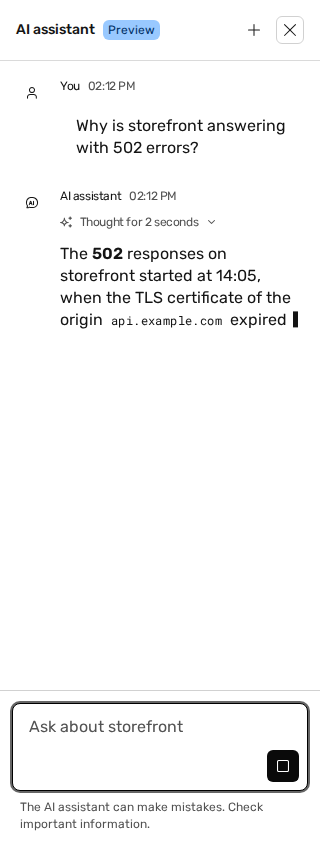 AI assistant Preview
You 02:12 PM
Why is storefront answering
with 502 errors?
AI
AI assistant 02:12 PM
Thought for 2 seconds
The 502 responses on
storefront started at 14:05,
when the TLS certificate of the
origin api.example.com expired
Ask about storefront
The AI assistant can make mistakes. Check
important information.